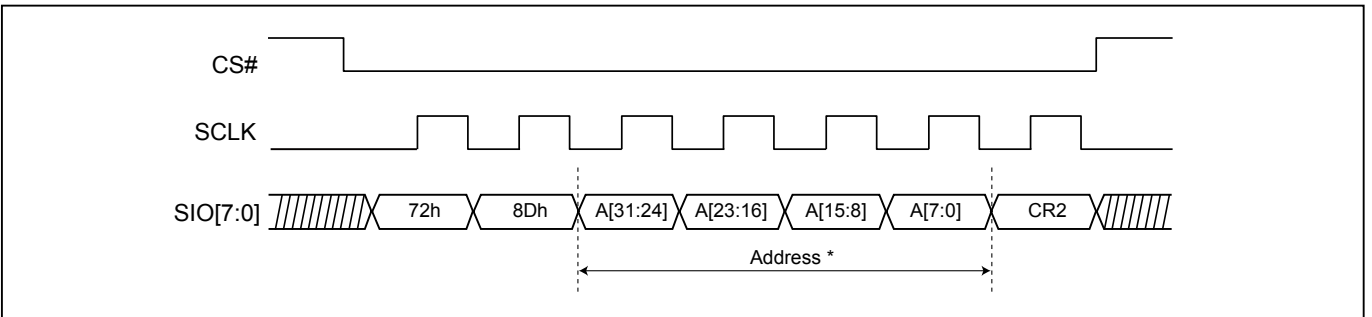 CS#
SCLK
SIO[7:0] 72h 8Dh A[31:24] A[23:16] A[15:8] A[7:0] CR2
Address *